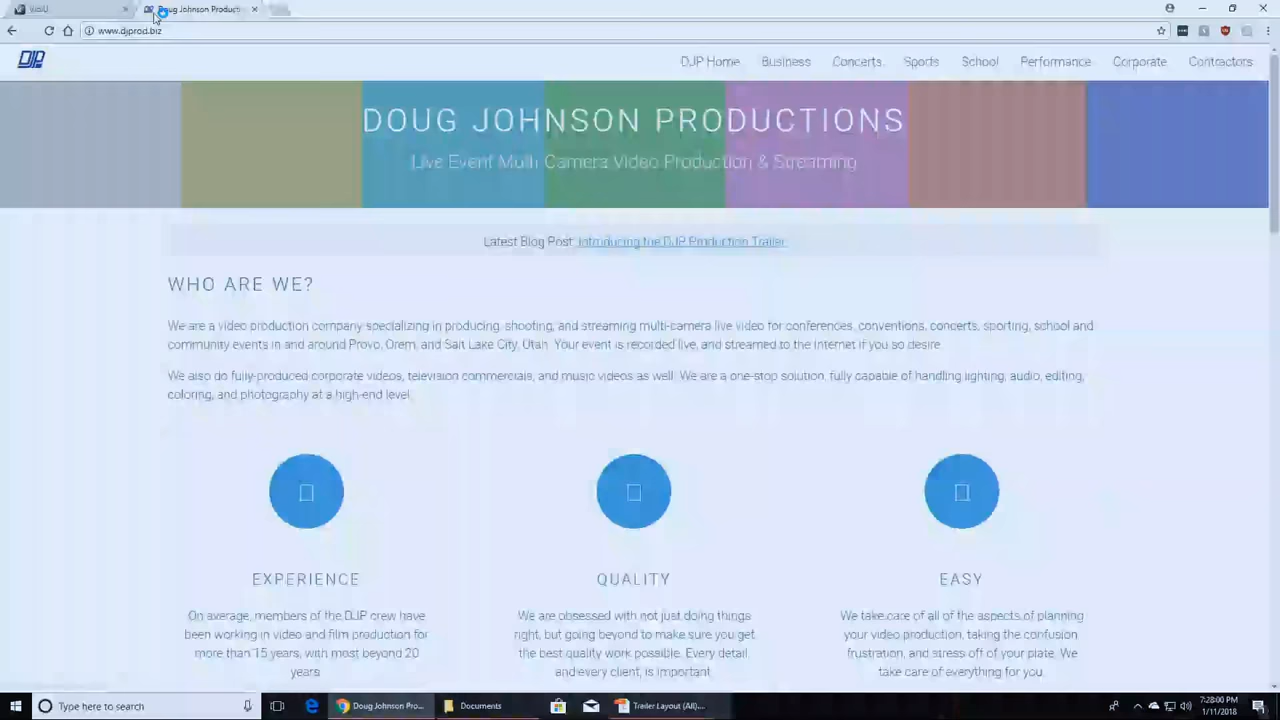 Doug Johnson Producti
www.djprod.biz
DJP
DJP Home Business Concerts Sports School Performance Corporate Contractors
DOUG JOHNSON PRODUCTIONS
Live Event Multi Camera Video Production & Streaming
Latest Blog Post: Introducing the DJP Production Trailer
WHO ARE WE?
We are a video production company specializing in producing, shooting, and streaming multi-camera live video for conferences, conventions, concerts, sporting, school and
community events in and around Provo, Orem, and Salt Lake City, Utah. Your event is recorded live, and streamed to the internet if you so desire.
We also do fully-produced corporate videos, television commercials, and music videos as well. We are a one-stop solution, fully capable of handling lighting, audio, editing,
coloring, and photography at a high-end level.
EXPERIENCE
On average, members of the DJP crew have
been working in video and film production for
more than 15 years, with most beyond 20
years.
QUALITY
We are obsessed with not just doing things
right, but going beyond to make sure you get
the best quality work possible. Every detail,
and every client, is important.
EASY
We take care of all of the aspects of planning
your video production, taking the confusion
frustration, and stress off of your plate. We
take care of everything for you.
Type here to search
Doug Johnson Pro...
Documents
Trailer Layout (All)....
7:28:00 PM
1/11/2018